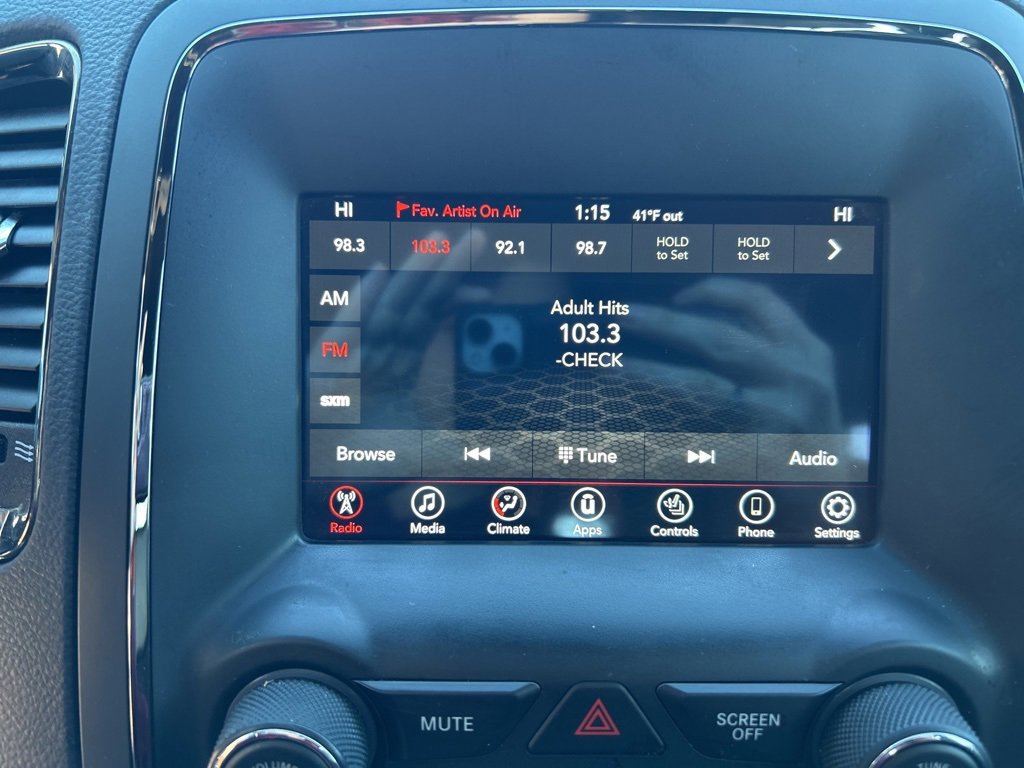 HI Fav. Artist On Air 1:15 41°F out HI
98.3 103.3 92.1 98.7 HOLD to Set HOLD to Set
AM
FM
sxm
Adult Hits
103.3
-CHECK
Browse Tune Audio
Radio Media Climate Apps Controls Phone Settings
MUTE
SCREEN
OFF
VOLUME
TUNE